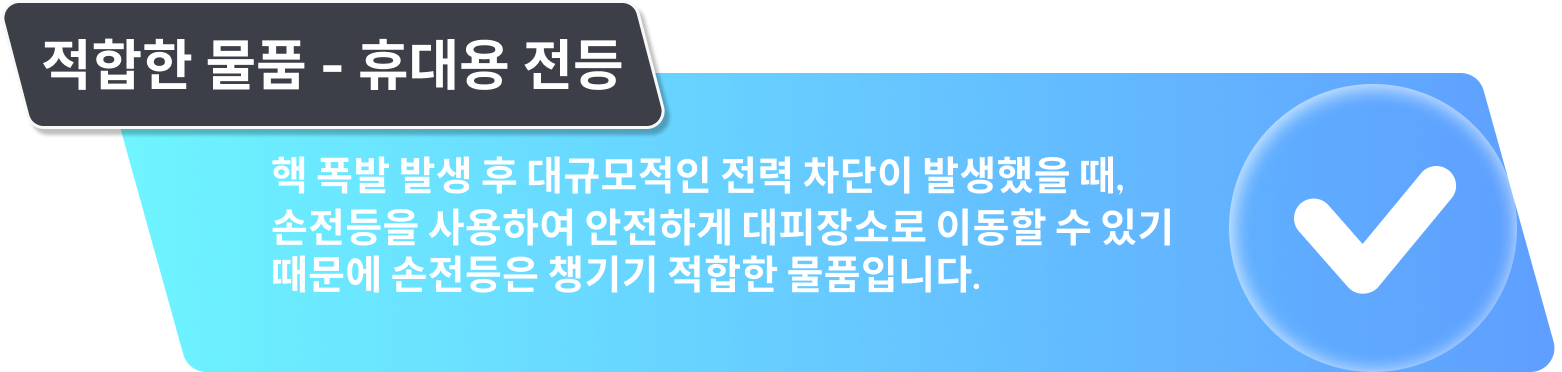 적합한 물품 - 휴대용 전등
핵 폭발 발생 후 대규모적인 전력 차단이 발생했을 때,
손전등을 사용하여 안전하게 대피장소로 이동할 수 있기
때문에 손전등은 챙기기 적합한 물품입니다.